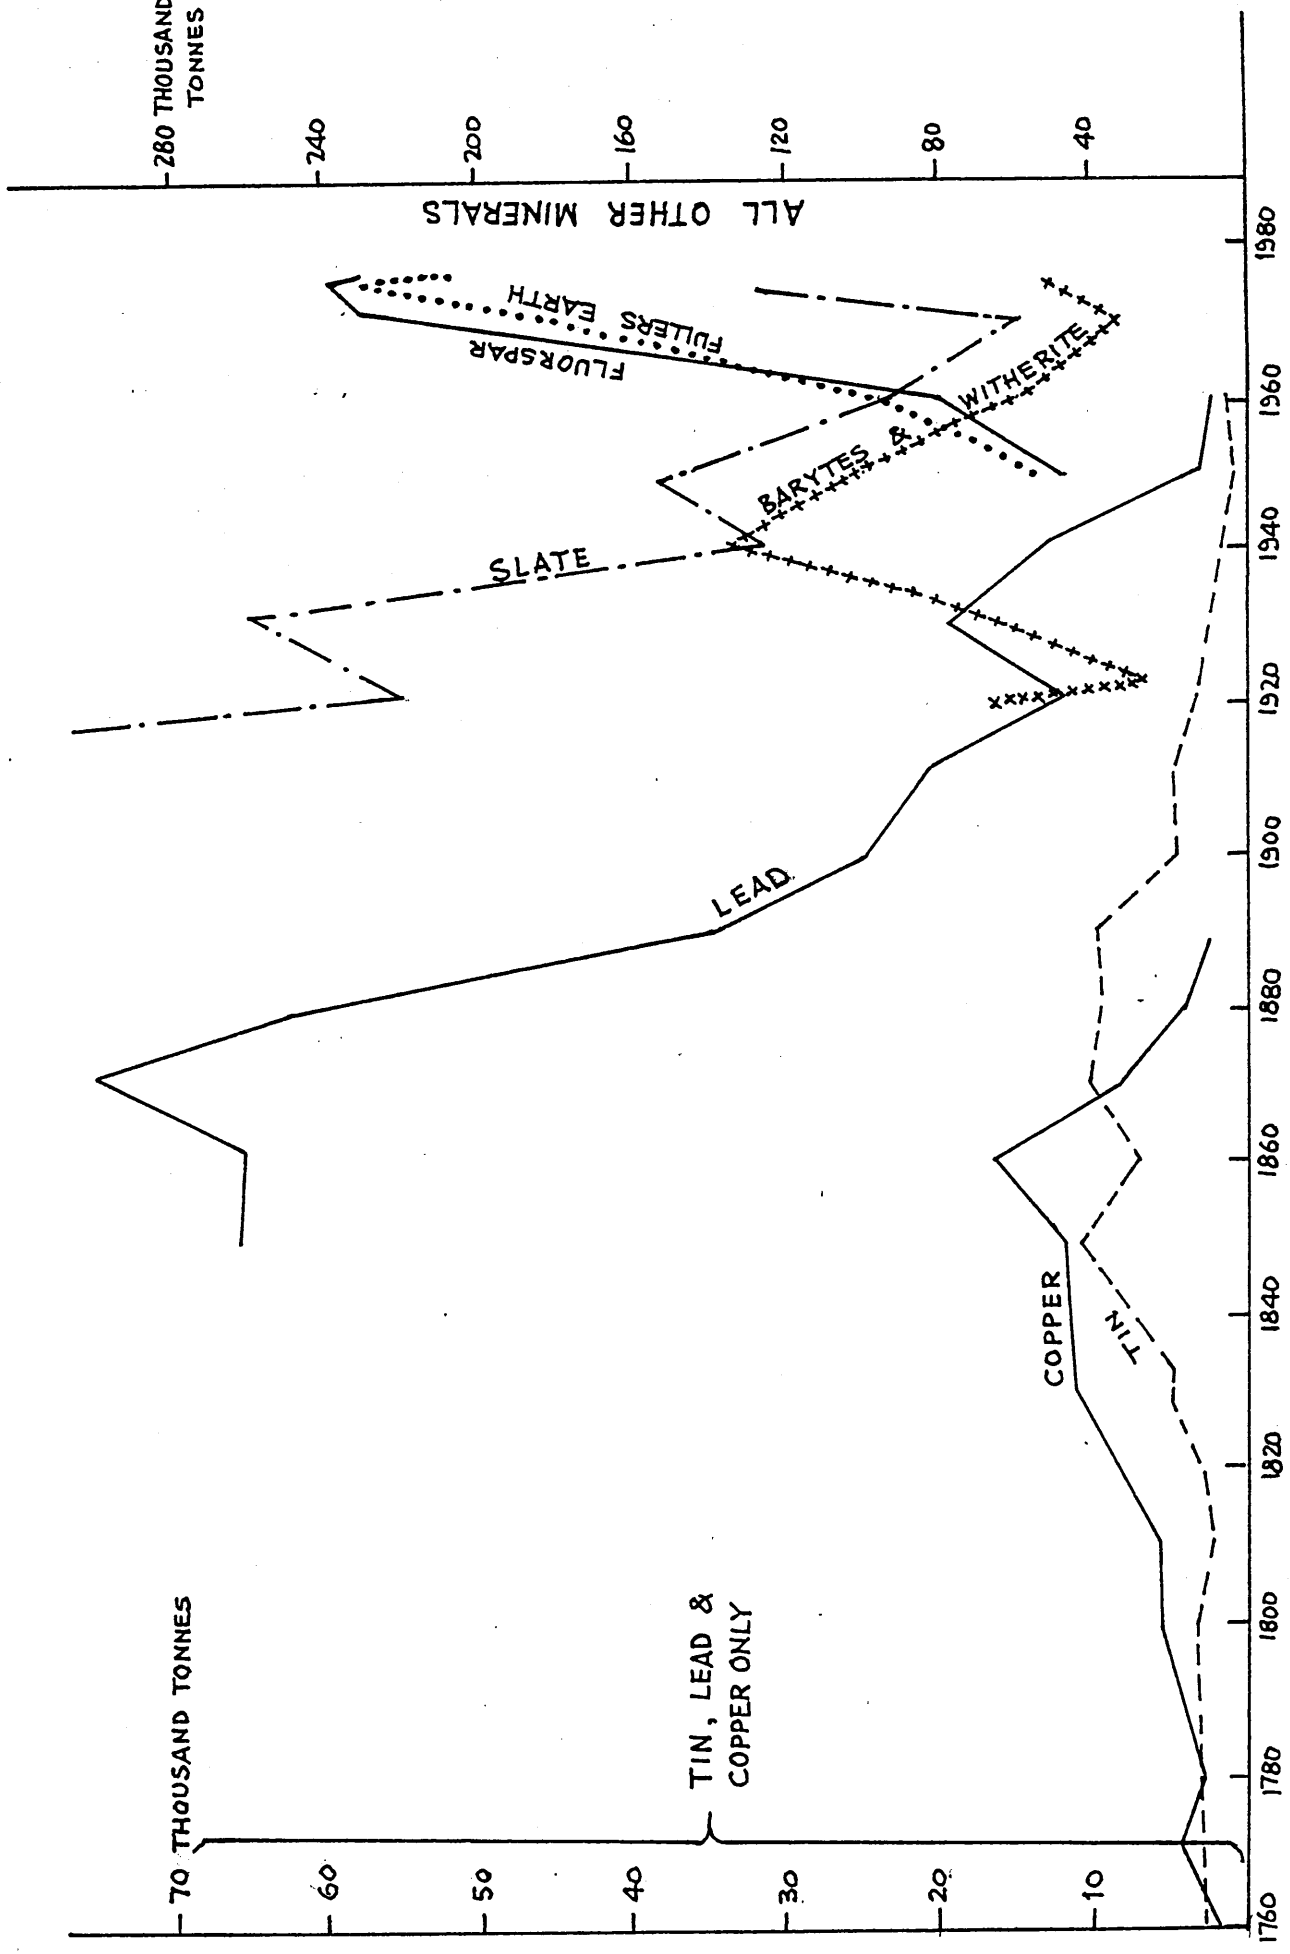 70 THOUSAND TONNES
60
50
40
30
20
10
TIN, LEAD &
COPPER ONLY
COPPER
TIN
LEAD
SLATE
BARYTES & WITHERITE
FLUORSPAR
FULLERS
EARTH
ALL OTHER MINERALS
280 THOUSAND
TONNES
240
200
160
120
80
40
1760
1780
1800
1820
1840
1860
1880
1900
1920
1940
1960
1980